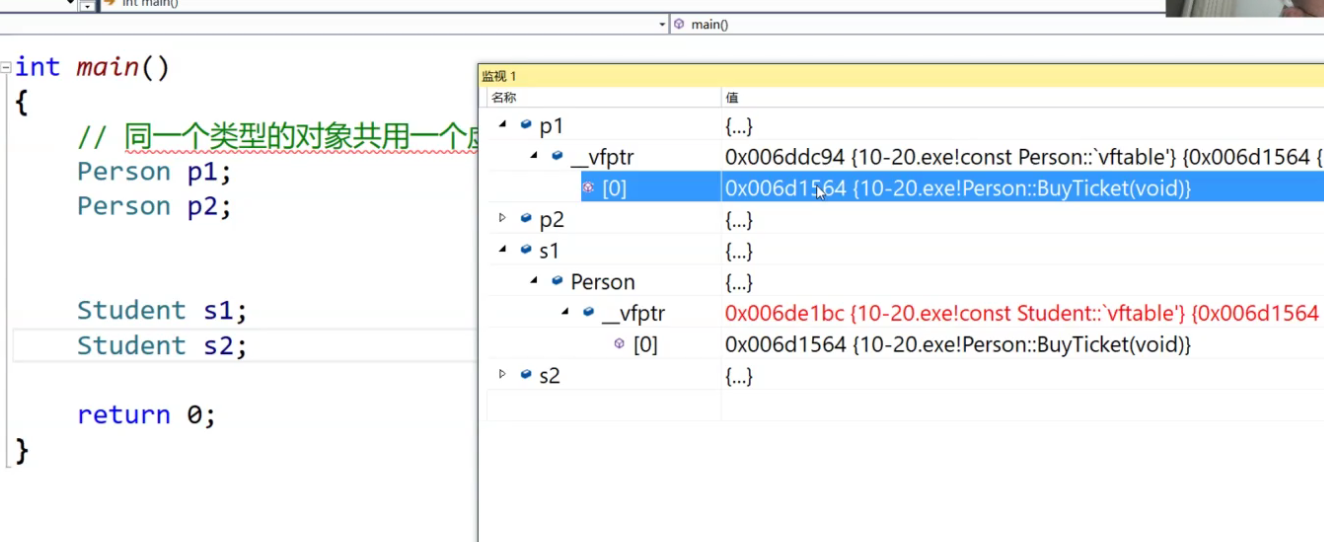 int main()
main()
int main()
{
// 同一个类型的对象共用一个
Person p1;
Person p2;
Student s1;
Student s2;
return 0;
}
监视 1
名称 值
p1 {...}
__vfptr 0x006ddc94 {10-20.exe!const Person::`vftable'} {0x006d1564 {
[0] 0x006d1564 {10-20.exe!Person::BuyTicket(void)}
p2 {...}
s1 {...}
Person {...}
__vfptr 0x006de1bc {10-20.exe!const Student::`vftable'} {0x006d1564
[0] 0x006d1564 {10-20.exe!Person::BuyTicket(void)}
s2 {...}